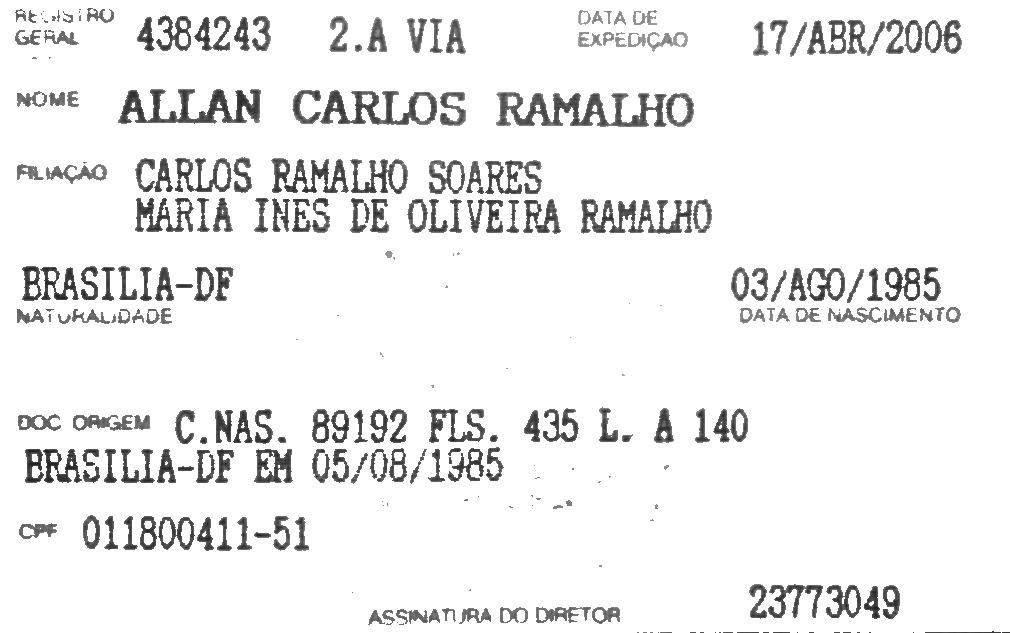 REGISTRO GERAL 4384243 2.A VIA DATA DE EXPEDIÇÃO 17/ABR/2006
NOME ALLAN CARLOS RAMALHO
FILIAÇÃO CARLOS RAMALHO SOARES
MARIA INES DE OLIVEIRA RAMALHO
BRASILIA-DF 03/AGO/1985
NATURALIDADE DATA DE NASCIMENTO
DOC ORIGEM C.NAS. 89192 FLS. 435 L. A 140
BRASILIA-DF EM 05/08/1985
CPF 011800411-51
23773049
ASSINATURA DO DIRETOR